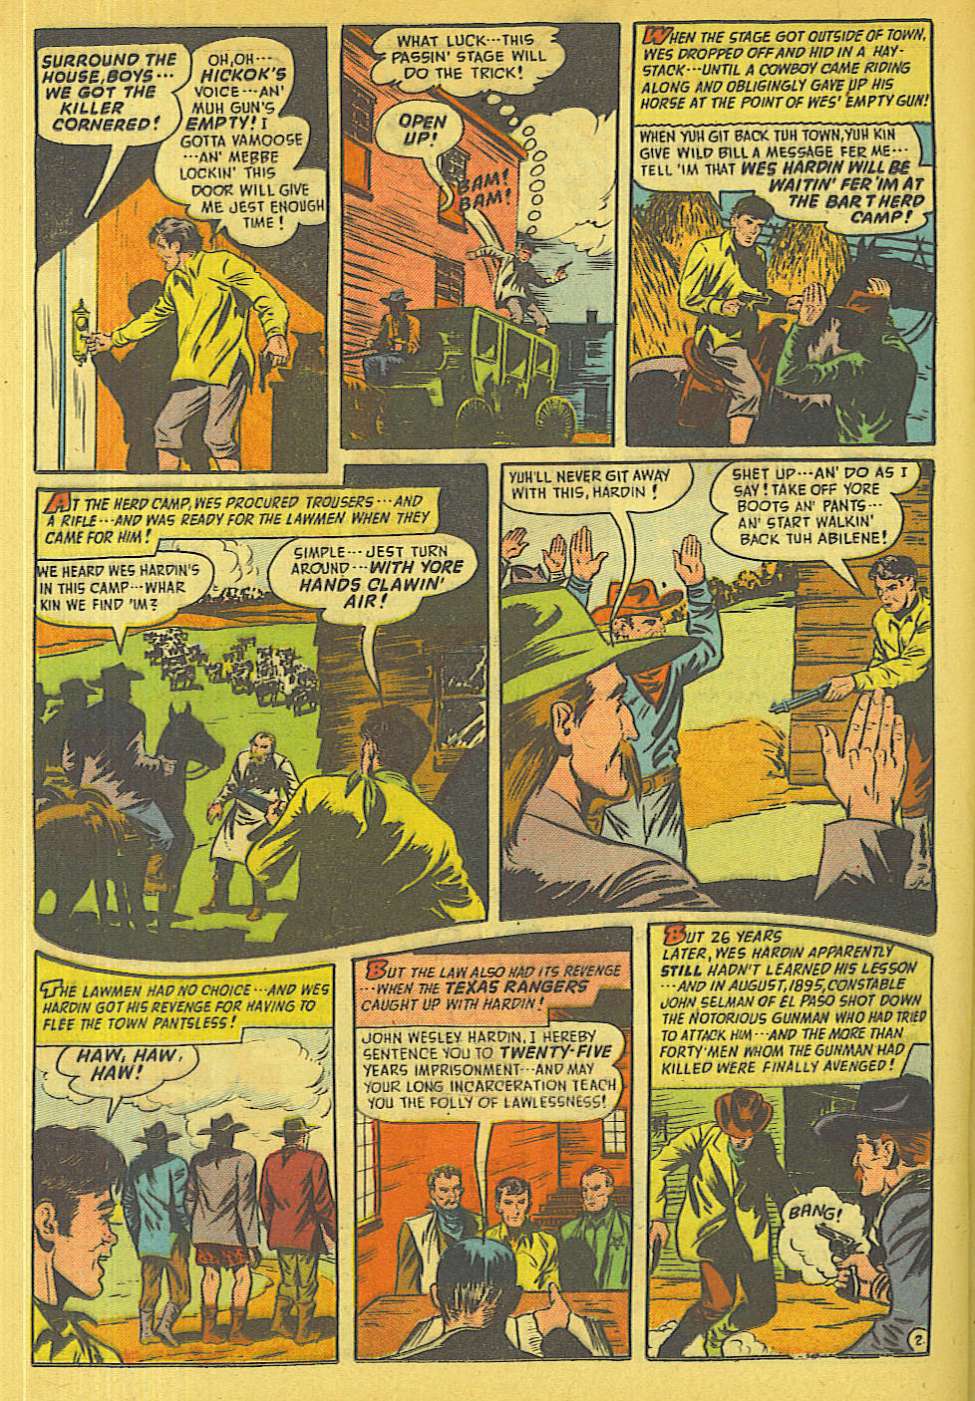 SURROUND THE
HOUSE, BOYS---
WE GOT THE
KILLER
CORNERED!
OH, OH---
HICKOK'S
VOICE---AN'
MUH GUN'S
EMPTY! I
GOTTA VAMOOSE
---AN' MEBBE
LOCKIN' THIS
DOOR WILL GIVE
ME JEST ENOUGH
TIME!
WHAT LUCK---THIS
PASSIN' STAGE WILL
DO THE TRICK!
OPEN
UP!
BAM!
BAM!
WHEN THE STAGE GOT OUTSIDE OF TOWN,
WES DROPPED OFF AND HID IN A HAY-
STACK---UNTIL A COWBOY CAME RIDING
ALONG AND OBLIGINGLY GAVE UP HIS
HORSE AT THE POINT OF WES' EMPTY GUN!
WHEN YUH GIT BACK TUH TOWN, YUH KIN
GIVE WILD BILL A MESSAGE FER ME---
TELL 'IM THAT WES HARDIN WILL BE
WAITIN' FER 'IM AT
THE BAR T HERD
CAMP!
AT THE HERD CAMP, WES PROCURED TROUSERS---AND
A RIFLE---AND WAS READY FOR THE LAWMEN WHEN THEY
CAME FOR HIM!
WE HEARD WES HARDIN'S
IN THIS CAMP---WHAR
KIN WE FIND 'IM?
SIMPLE---JEST TURN
AROUND---WITH YORE
HANDS CLAWIN'
AIR!
YUH'LL NEVER GIT AWAY
WITH THIS, HARDIN!
SHET UP---AN' DO AS I
SAY! TAKE OFF YORE
BOOTS AN' PANTS---
AN' START WALKIN'
BACK TUH ABILENE!
THE LAWMEN HAD NO CHOICE---AND WES
HARDIN GOT HIS REVENGE FOR HAVING TO
FLEE THE TOWN PANTSLESS!
HAW, HAW,
HAW!
BUT THE LAW ALSO HAD ITS REVENGE
---WHEN THE TEXAS RANGERS
CAUGHT UP WITH HARDIN!
JOHN WESLEY HARDIN, I HEREBY
SENTENCE YOU TO TWENTY-FIVE
YEARS IMPRISONMENT---AND MAY
YOUR LONG INCARCERATION TEACH
YOU THE FOLLY OF LAWLESSNESS!
BUT 26 YEARS
LATER, WES HARDIN APPARENTLY
STILL HADN'T LEARNED HIS LESSON
---AND IN AUGUST, 1895, CONSTABLE
JOHN SELMAN OF EL PASO SHOT DOWN
THE NOTORIOUS GUNMAN WHO HAD TRIED
TO ATTACK HIM---AND THE MORE THAN
FORTY MEN WHOM THE GUNMAN HAD
KILLED WERE FINALLY AVENGED!
BANG!
2